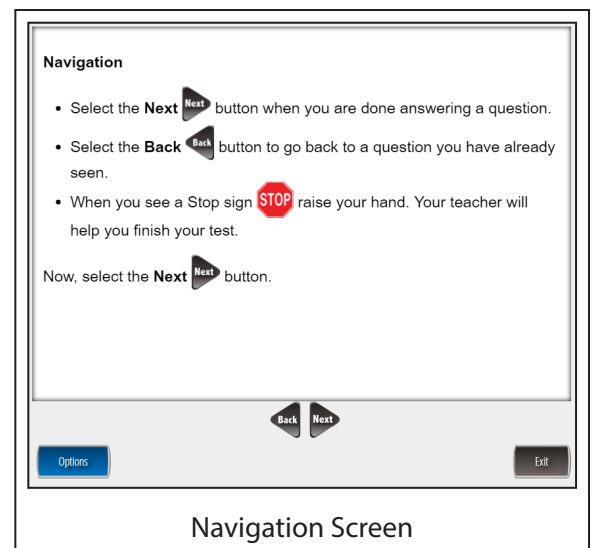 Navigation
• Select the Next Next button when you are done answering a question.
• Select the Back Back button to go back to a question you have already
seen.
• When you see a Stop sign STOP raise your hand. Your teacher will
help you finish your test.
Now, select the Next Next button.
Back Next
Options Exit
Navigation Screen